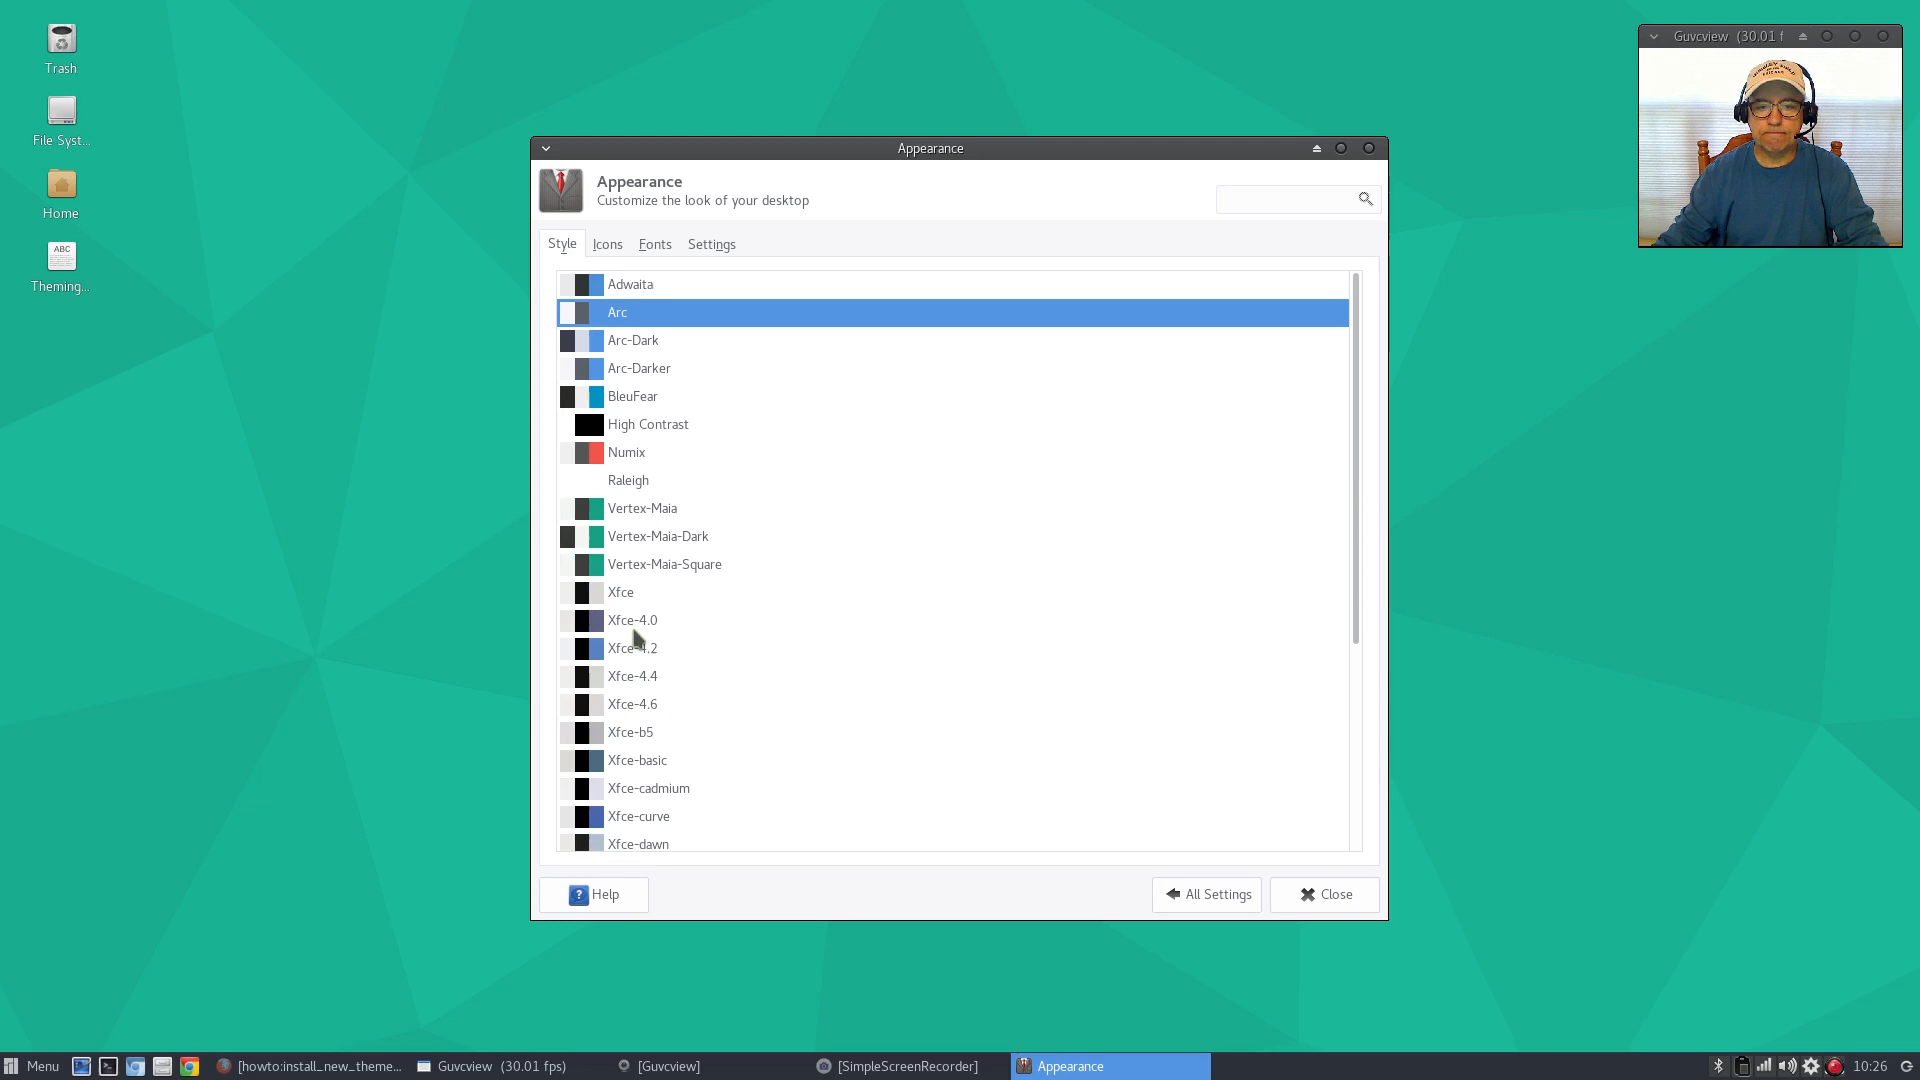 Trash
File Syst...
Home
ABC
Theming...
Guvcview (30.01 f
Appearance
Appearance
Customize the look of your desktop
Style Icons Fonts Settings
Adwaita
Arc
Arc-Dark
Arc-Darker
BleuFear
High Contrast
Numix
Raleigh
Vertex-Maia
Vertex-Maia-Dark
Vertex-Maia-Square
Xfce
Xfce-4.0
Xfce-4.2
Xfce-4.4
Xfce-4.6
Xfce-b5
Xfce-basic
Xfce-cadmium
Xfce-curve
Xfce-dawn
? Help
All Settings
Close
Menu
[howto:install_new_theme...
Guvcview (30.01 fps)
[Guvcview]
[SimpleScreenRecorder]
Appearance
10:26